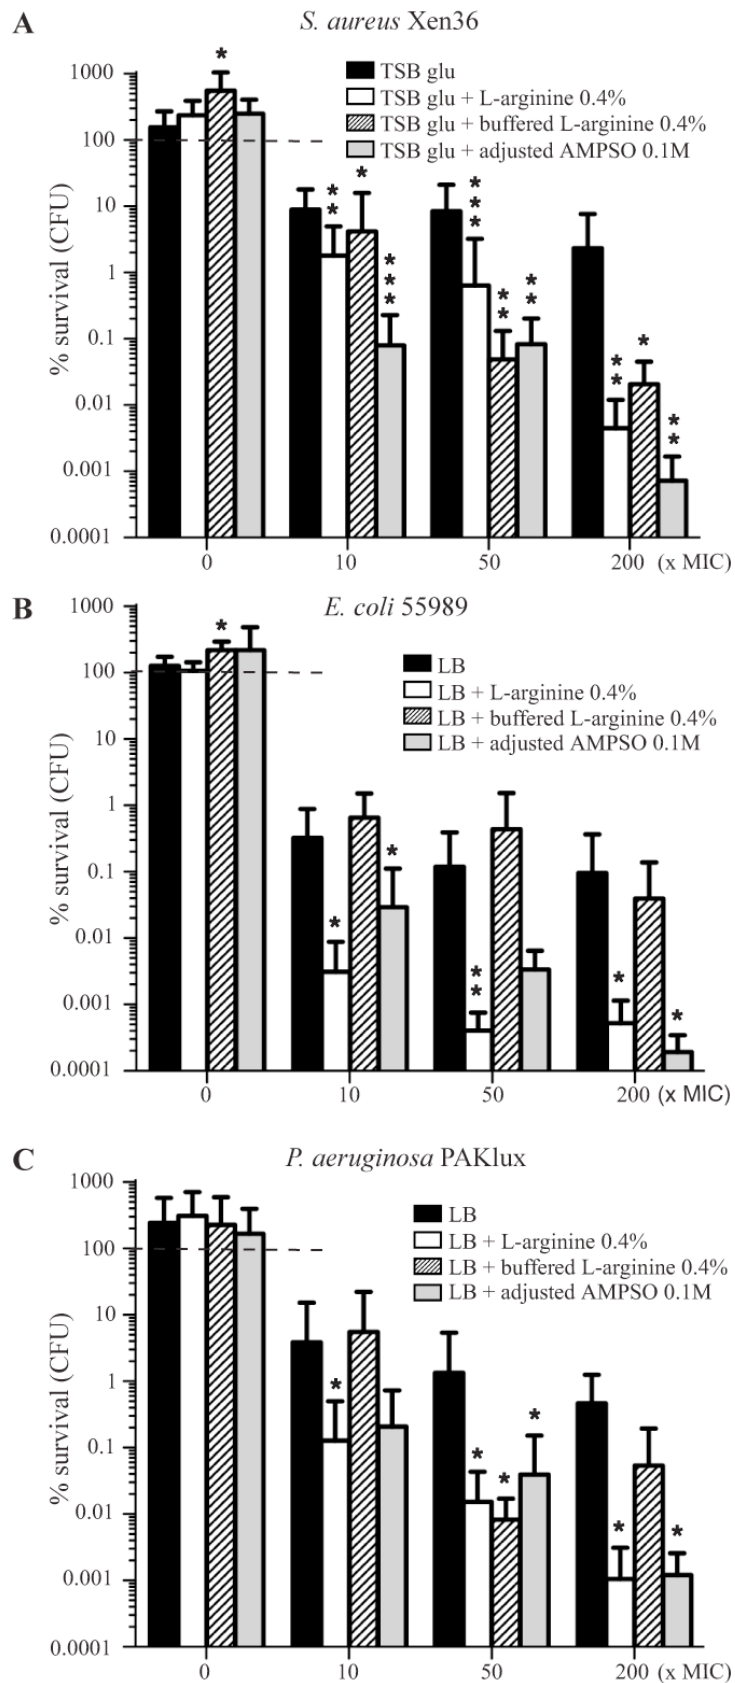 A
S. aureus Xen36
TSB glu
TSB glu + L-arginine 0.4%
TSB glu + buffered L-arginine 0.4%
TSB glu + adjusted AMPSO 0.1M
% survival (CFU)
1000
100
10
1
0.1
0.01
0.001
0.0001
*
**
*
***
***
**
**
**
*
**
0 10 50 200 (x MIC)
B
E. coli 55989
LB
LB + L-arginine 0.4%
LB + buffered L-arginine 0.4%
LB + adjusted AMPSO 0.1M
% survival (CFU)
1000
100
10
1
0.1
0.01
0.001
0.0001
*
*
*
**
*
*
0 10 50 200 (x MIC)
C
P. aeruginosa PAKlux
LB
LB + L-arginine 0.4%
LB + buffered L-arginine 0.4%
LB + adjusted AMPSO 0.1M
% survival (CFU)
1000
100
10
1
0.1
0.01
0.001
0.0001
*
*
*
*
*
*
0 10 50 200 (x MIC)